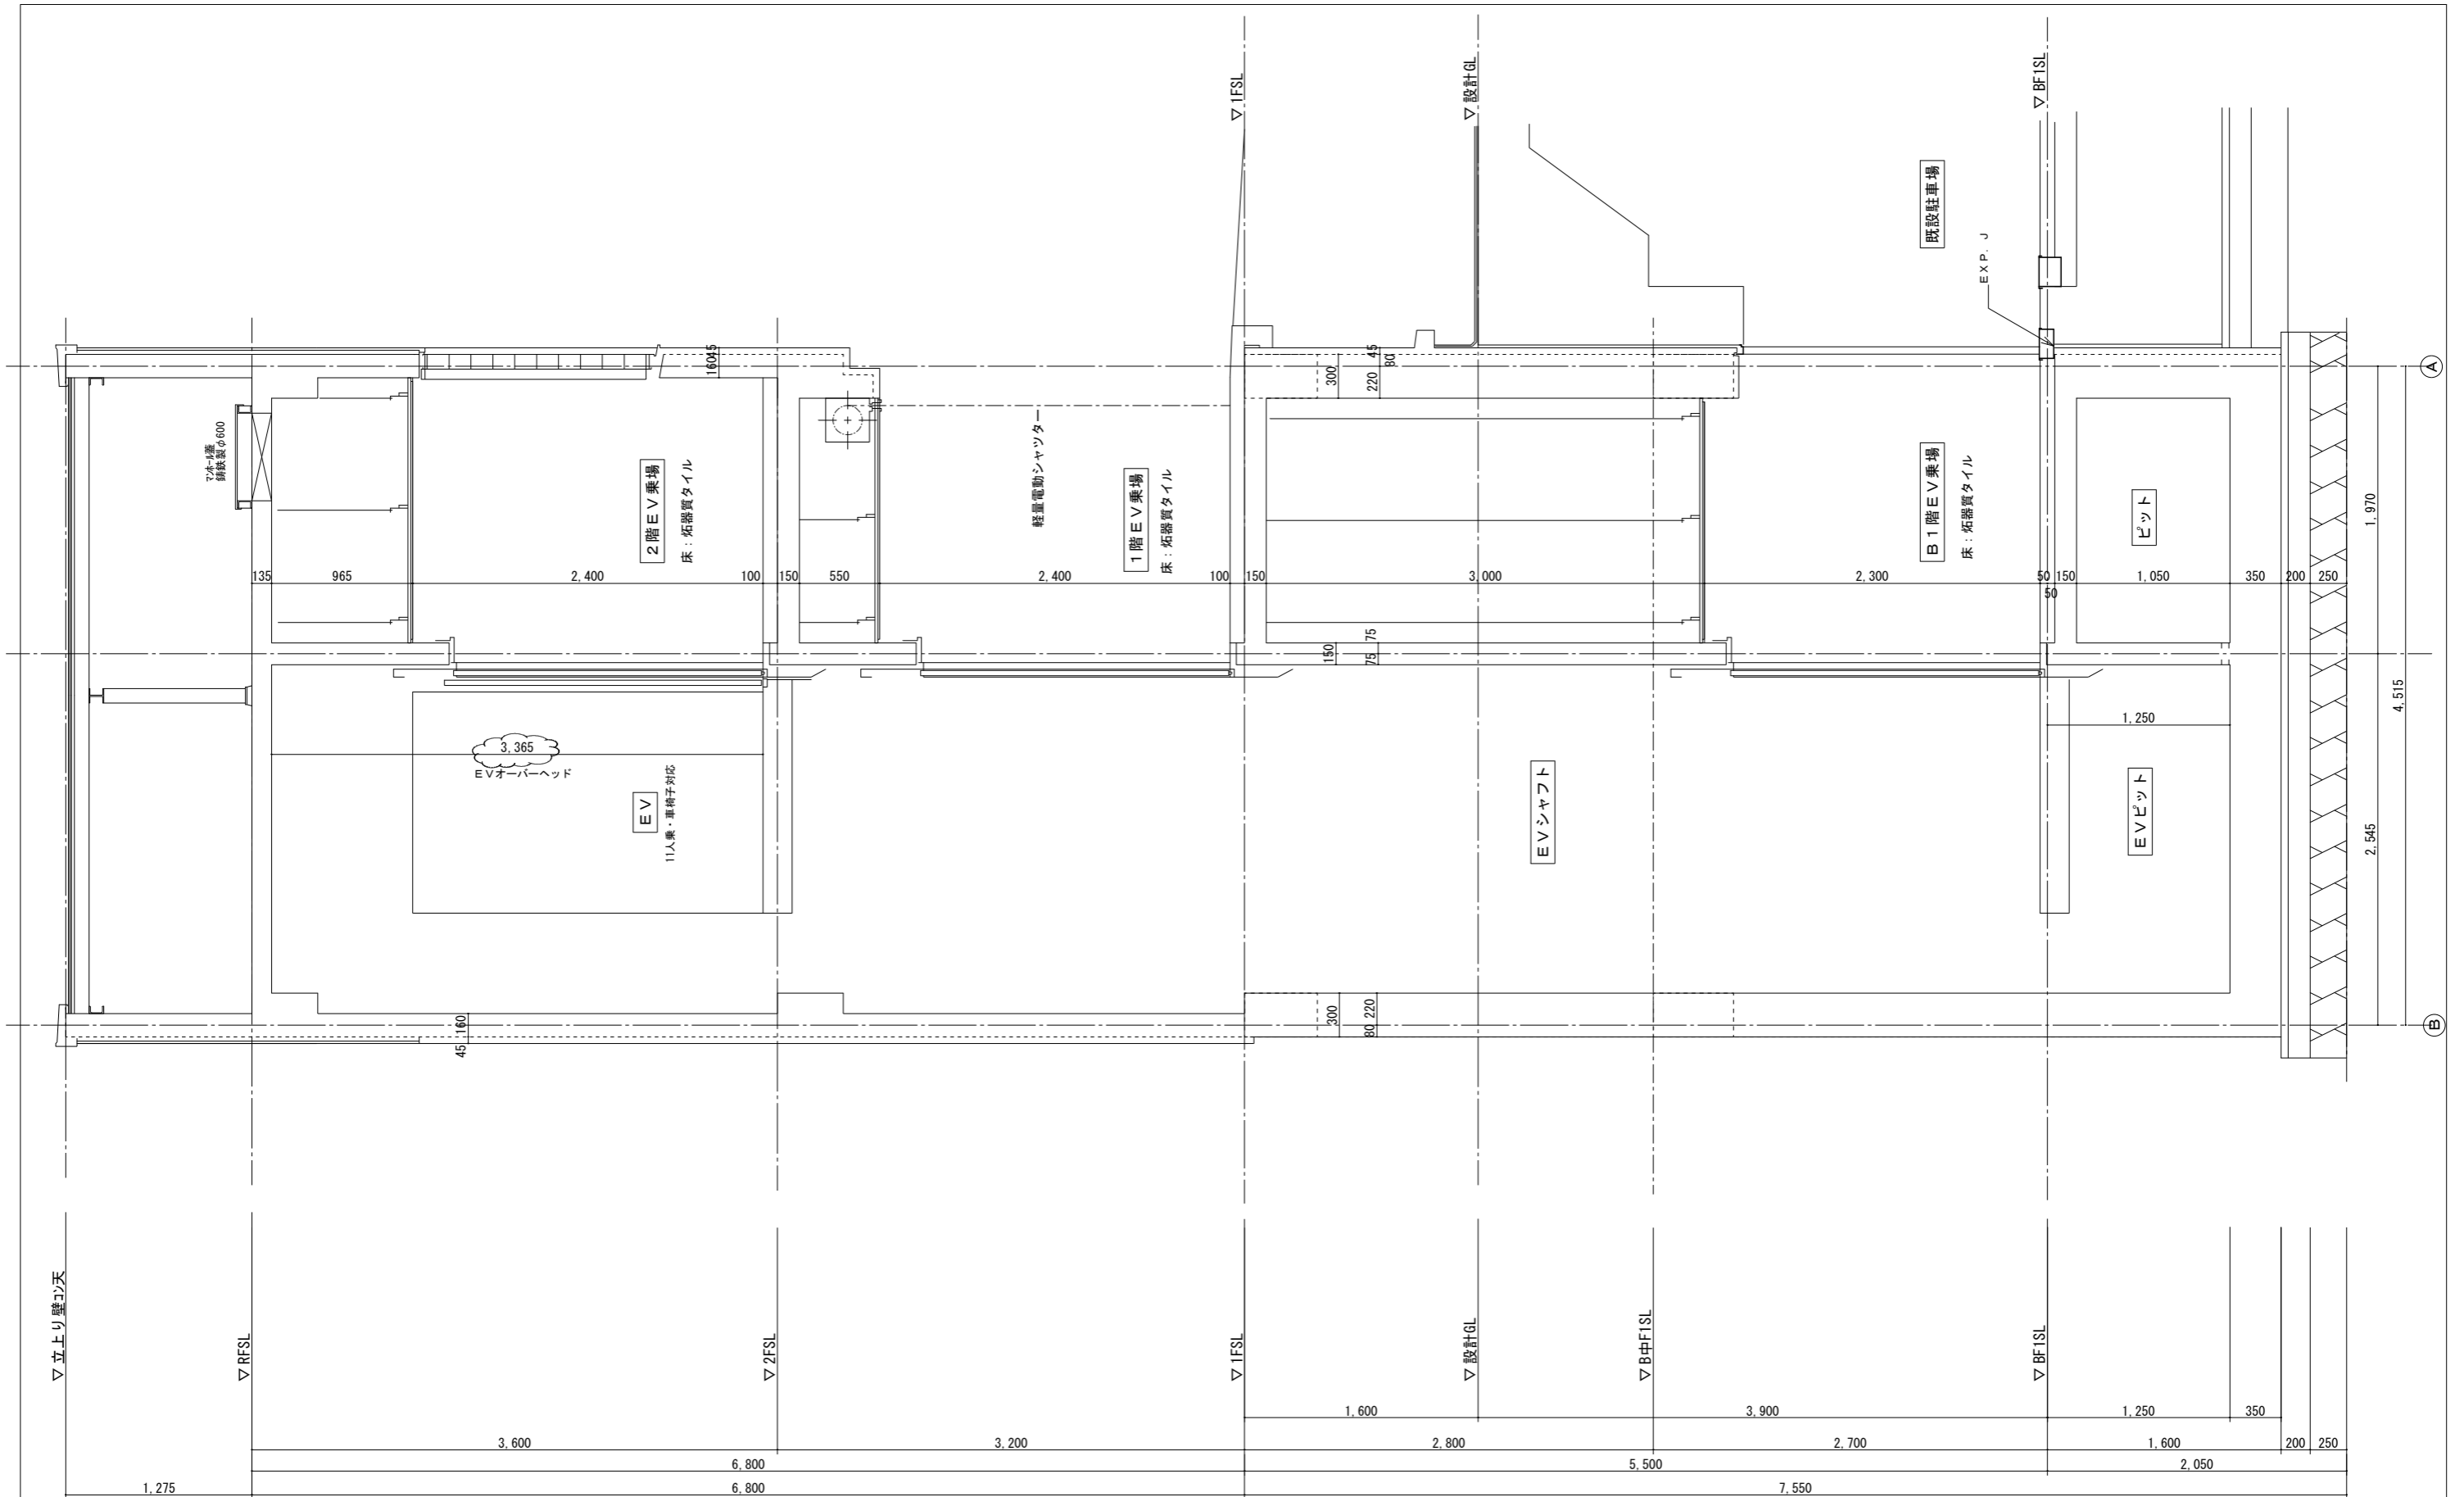 ▽ 1FSL
▽ 設計GL
▽ BF1SL
既設駐車場
EXP. J
マンホール蓋
鋳鉄製φ600
2階EV乗場
床：炻器質タイル
軽量電動シャッター
1階EV乗場
床：炻器質タイル
B1階EV乗場
床：炻器質タイル
ピット
160
45
300
45
80
220
135
965
2,400
100
150
550
2,400
100
150
3,000
2,300
50
150
50
1,050
350
200
250
1,970
4,515
2,545
Ⓐ
150
75
75
1,250
3,365
EVオーバーヘッド
EV
11人乗・車椅子対応
EVシャフト
EVピット
160
45
300
220
80
Ⓑ
▽ 立上り壁コン天
▽ RFSL
▽ 2FSL
▽ 1FSL
▽ 設計GL
▽ B中F1SL
▽ BF1SL
1,600
3,900
1,250
350
3,600
3,200
2,800
2,700
1,600
200
250
6,800
5,500
2,050
1,275
6,800
7,550